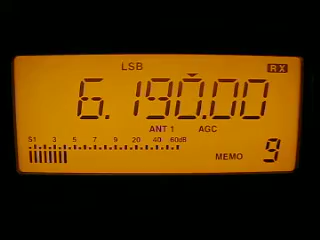 LSB RX
6.190.00
ANT 1 AGC
S1 3 5 7 9 20 40 60dB
MEMO 9